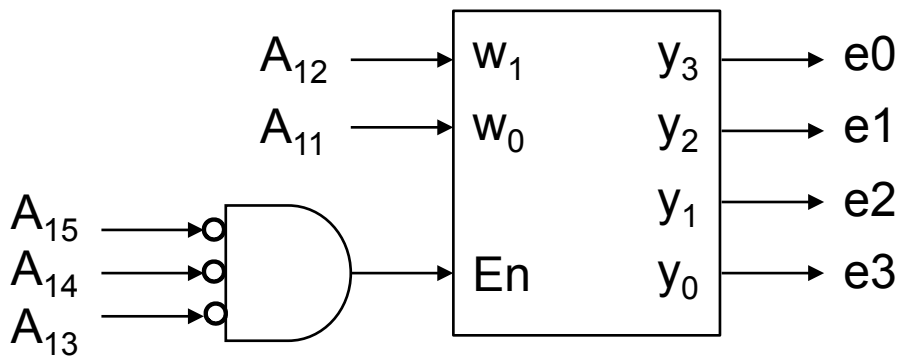 A₁₂ w₁ y₃ e0
A₁₁ w₀ y₂ e1
A₁₅ y₁ e2
A₁₄ En y₀ e3
A₁₃